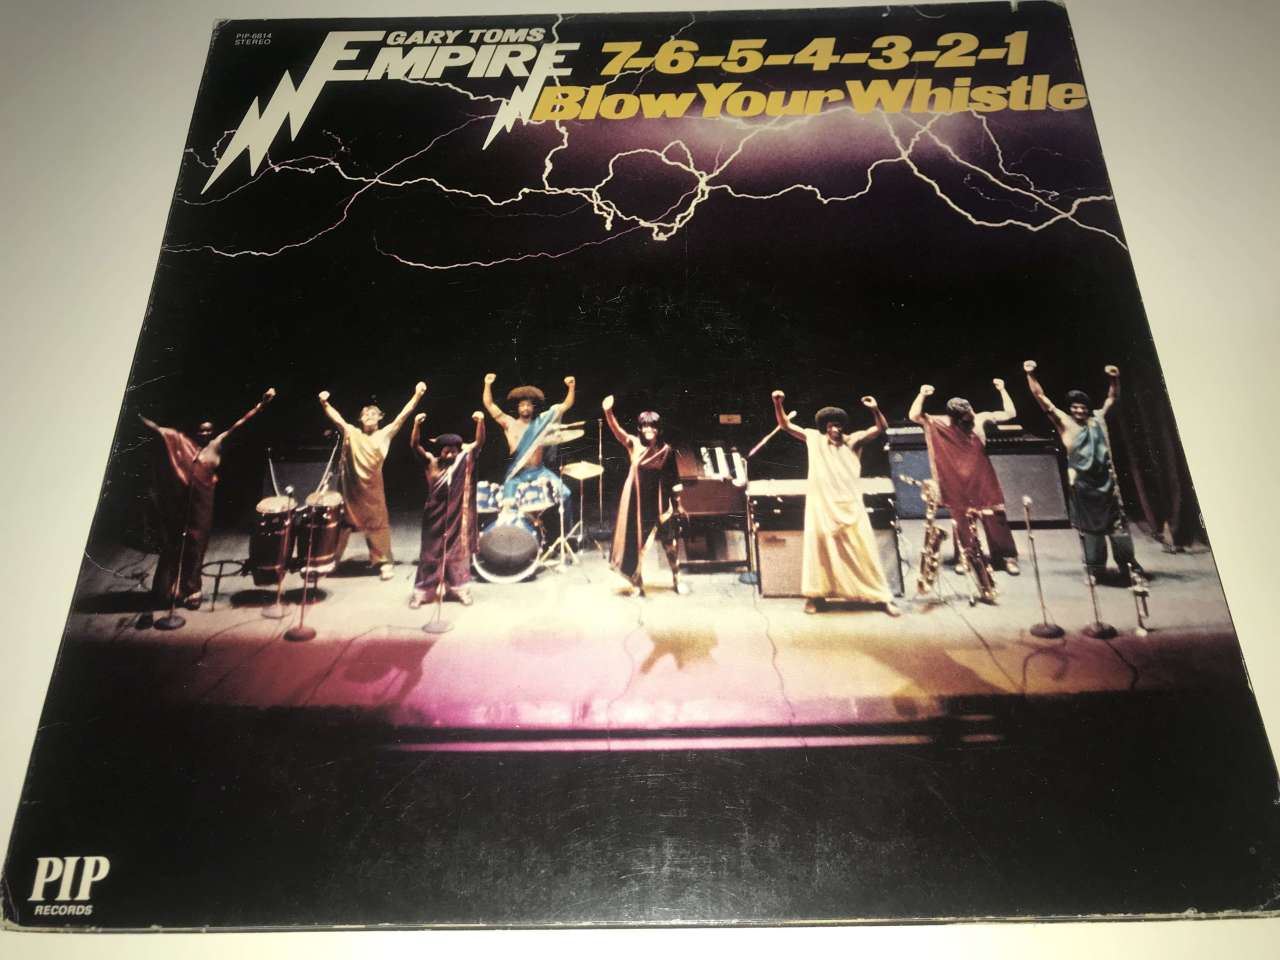 PIP-6814
STEREO
GARY TOMS
EMPIRE
7-6-5-4-3-2-1
Blow Your Whistle
PIP
RECORDS